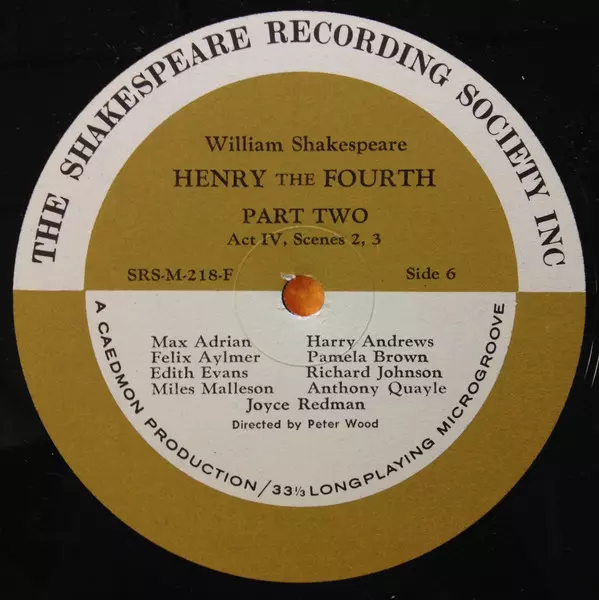 THE SHAKESPEARE RECORDING SOCIETY INC
William Shakespeare
HENRY THE FOURTH
PART TWO
Act IV, Scenes 2, 3
SRS-M-218-F Side 6
Max Adrian Harry Andrews
Felix Aylmer Pamela Brown
Edith Evans Richard Johnson
Miles Malleson Anthony Quayle
Joyce Redman
Directed by Peter Wood
A CAEDMON PRODUCTION/33⅓ LONGPLAYING MICROGROOVE